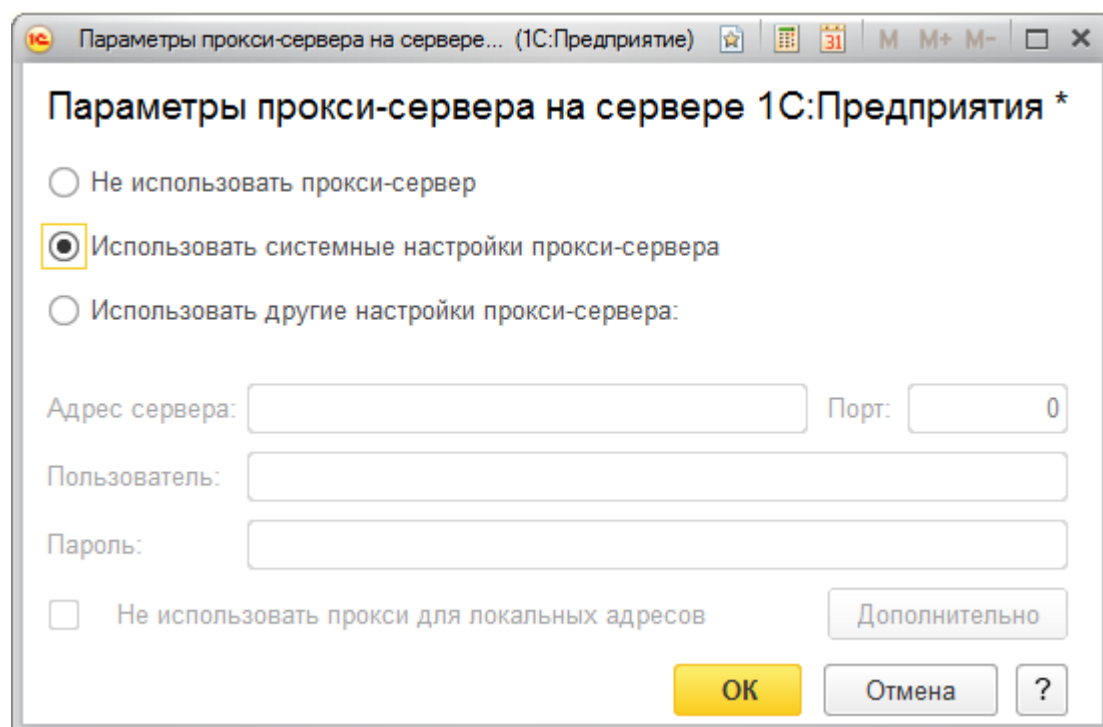 1С Параметры прокси-сервера на сервере... (1С:Предприятие) 31 M M+ M-
Параметры прокси-сервера на сервере 1С:Предприятия *
Не использовать прокси-сервер
Использовать системные настройки прокси-сервера
Использовать другие настройки прокси-сервера:
Адрес сервера: Порт: 0
Пользователь:
Пароль:
Не использовать прокси для локальных адресов Дополнительно
ОК Отмена ?